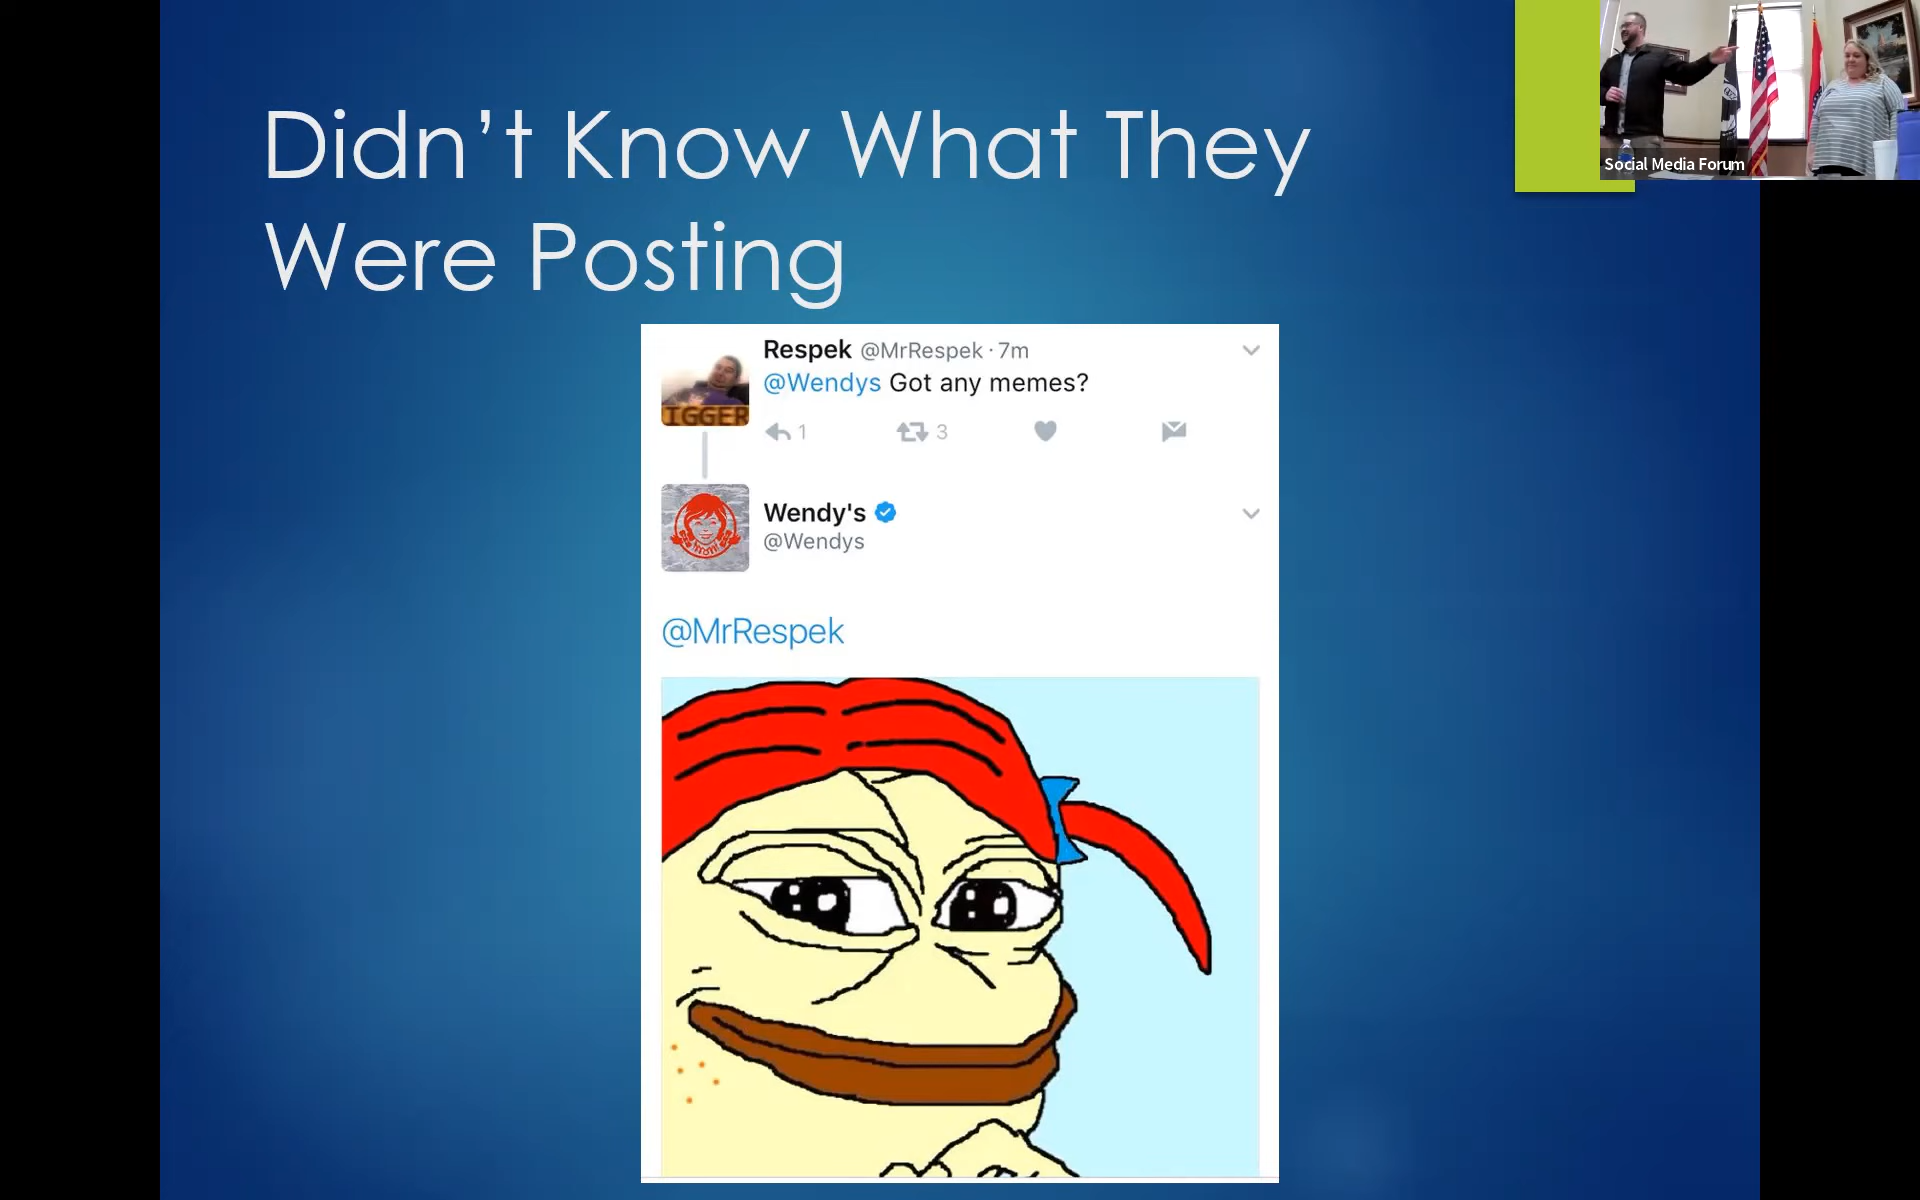 Didn't Know What They
Were Posting
Social Media Forum
Respek @MrRespek · 7m
@Wendys Got any memes?
IGGER
1 3
Wendy's
@Wendys
@MrRespek